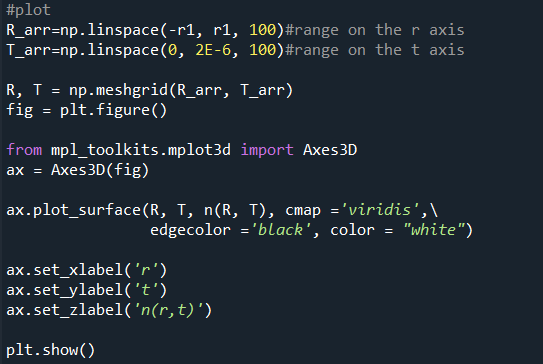 #plot
R_arr=np.linspace(-r1, r1, 100)#range on the r axis
T_arr=np.linspace(0, 2E-6, 100)#range on the t axis
R, T = np.meshgrid(R_arr, T_arr)
fig = plt.figure()
from mpl_toolkits.mplot3d import Axes3D
ax = Axes3D(fig)
ax.plot_surface(R, T, n(R, T), cmap ='viridis',\
edgecolor ='black', color = "white")
ax.set_xlabel('r')
ax.set_ylabel('t')
ax.set_zlabel('n(r,t)')
plt.show()